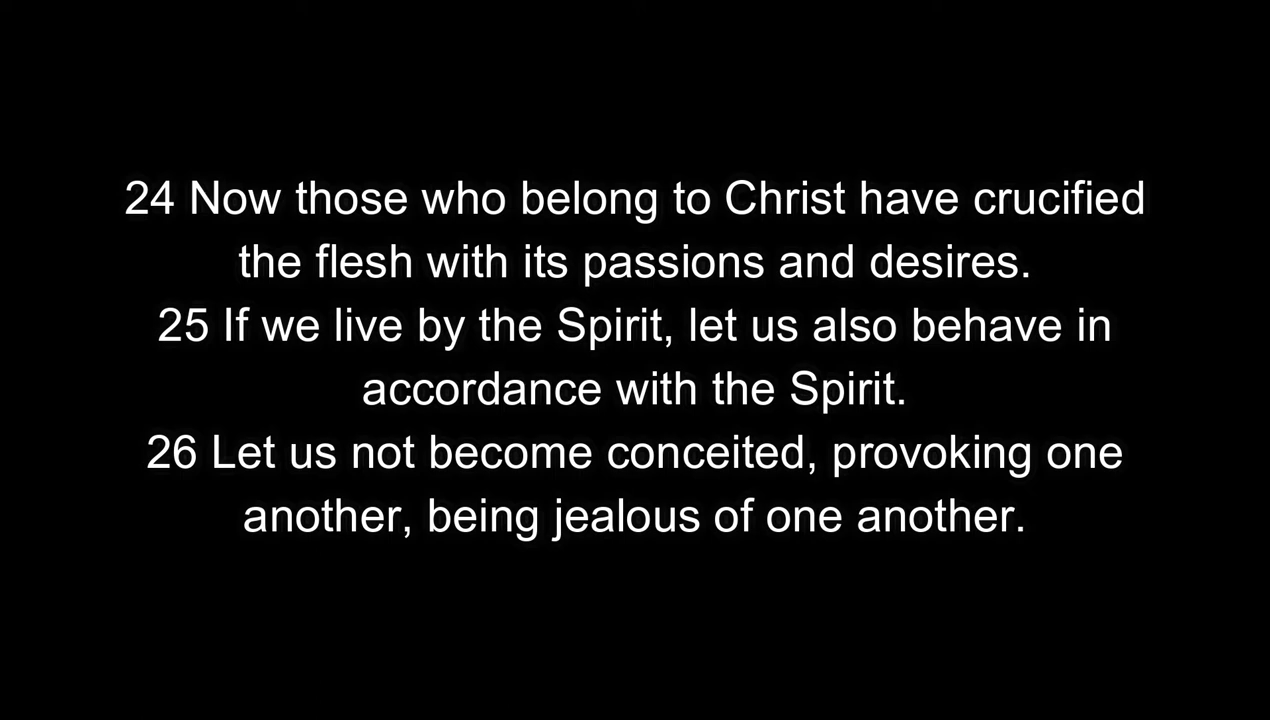 24 Now those who belong to Christ have crucified
the flesh with its passions and desires.
25 If we live by the Spirit, let us also behave in
accordance with the Spirit.
26 Let us not become conceited, provoking one
another, being jealous of one another.